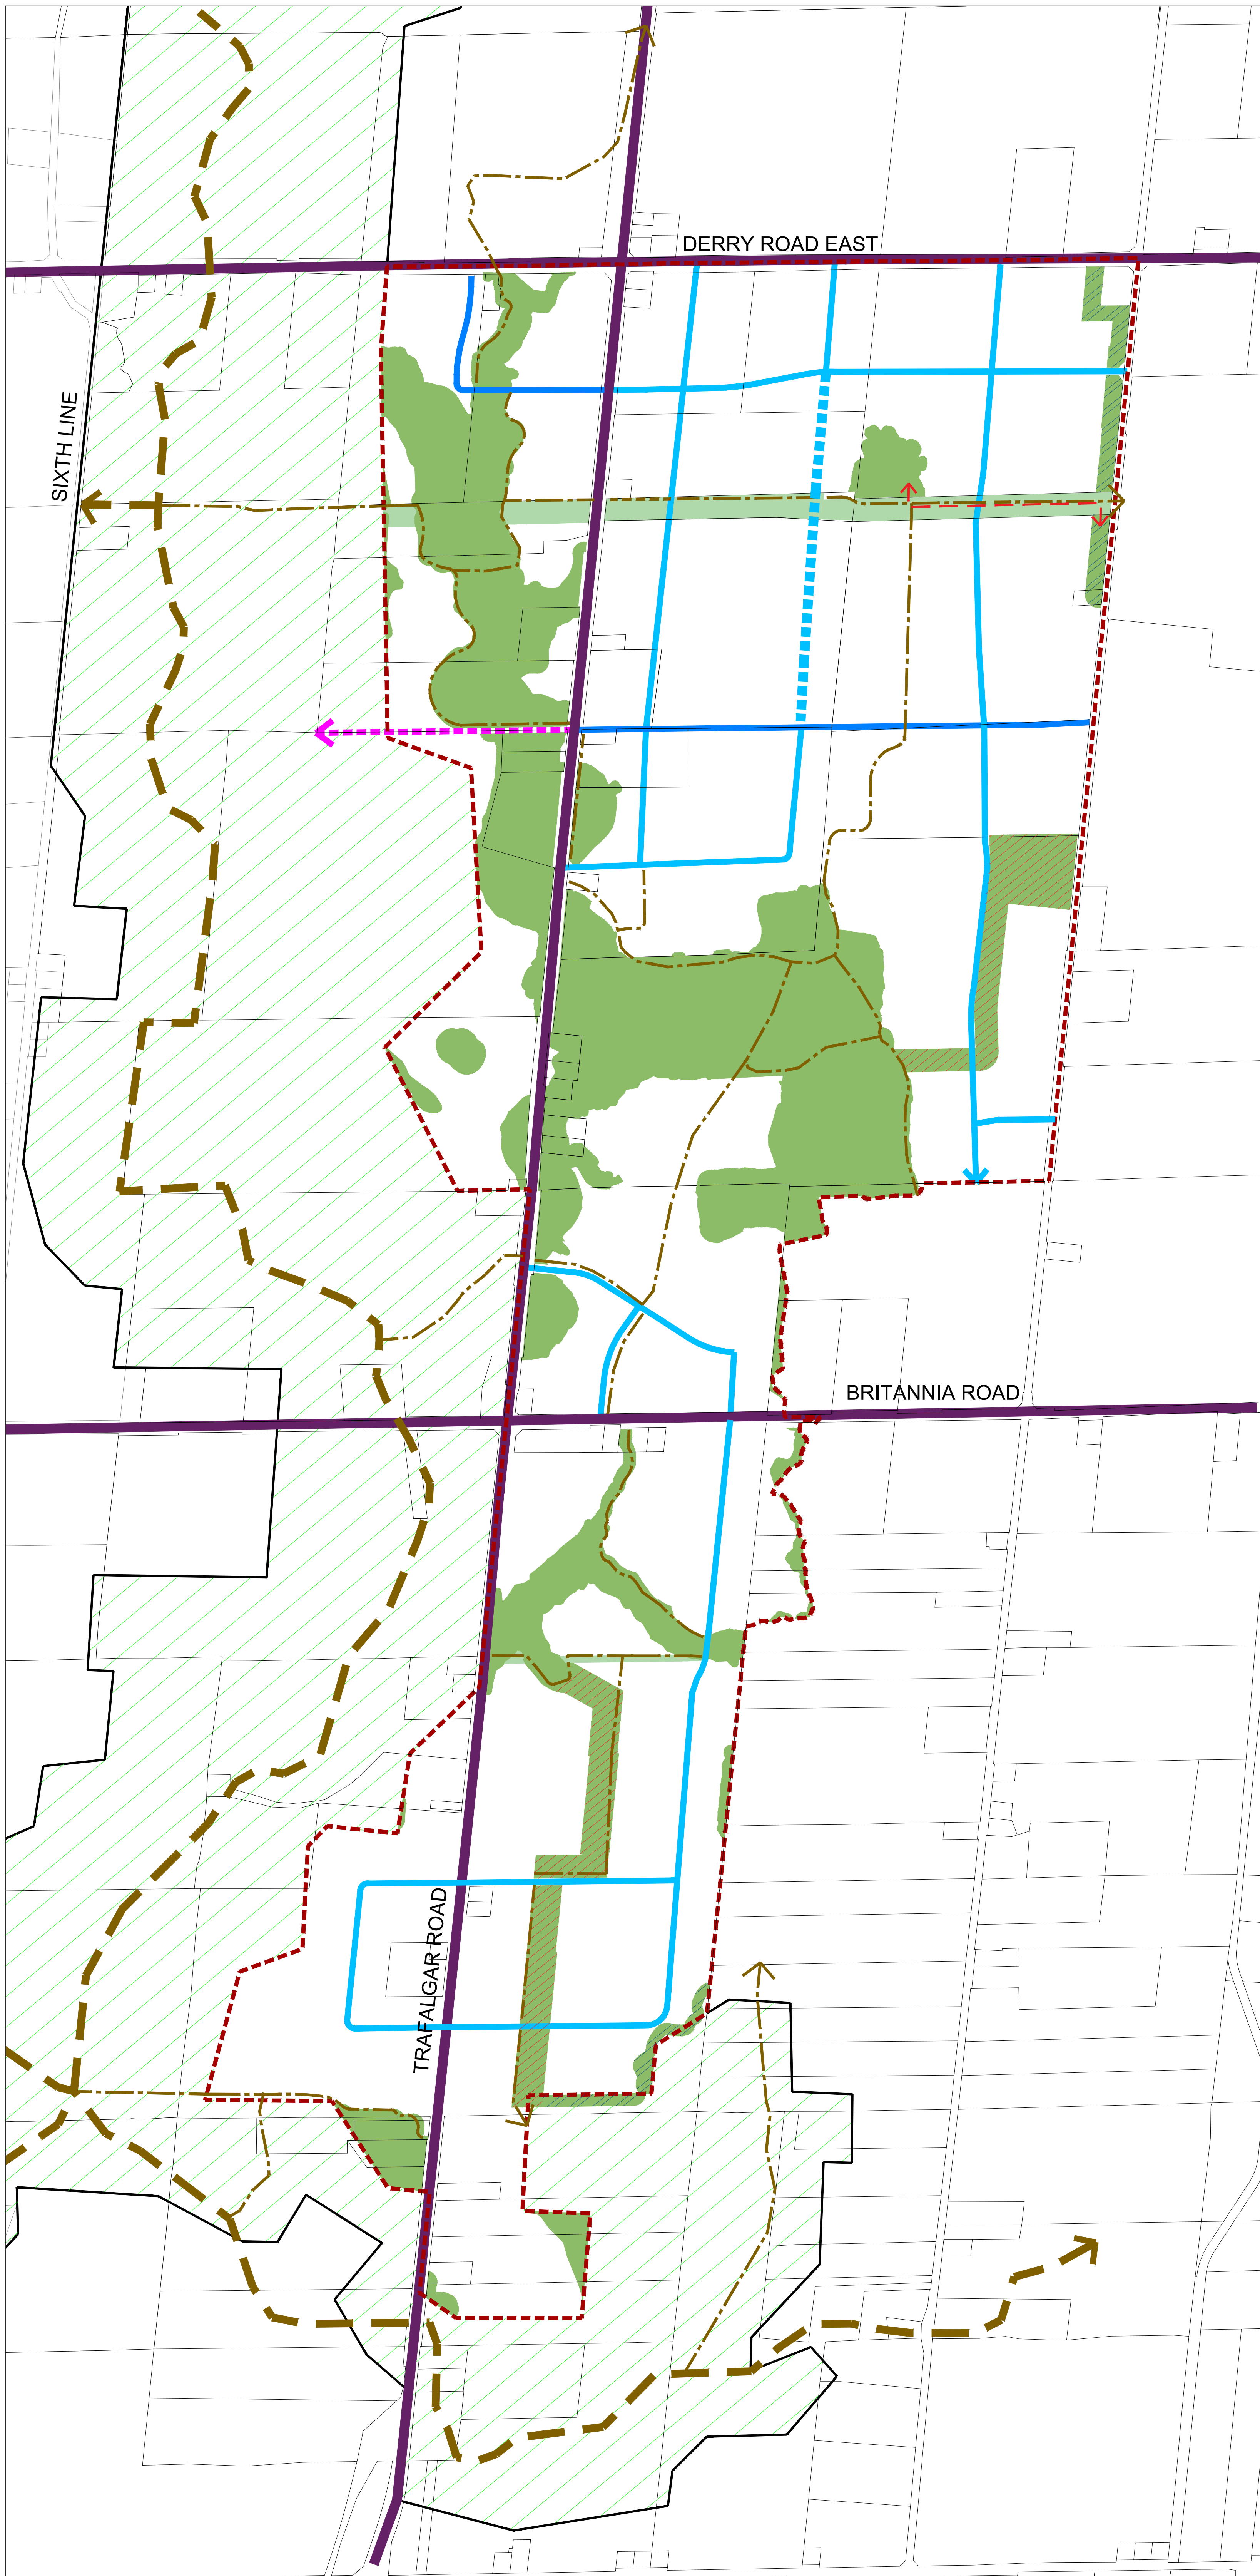 DERRY ROAD EAST
SIXTH LINE
BRITANNIA ROAD
TRAFALGAR ROAD